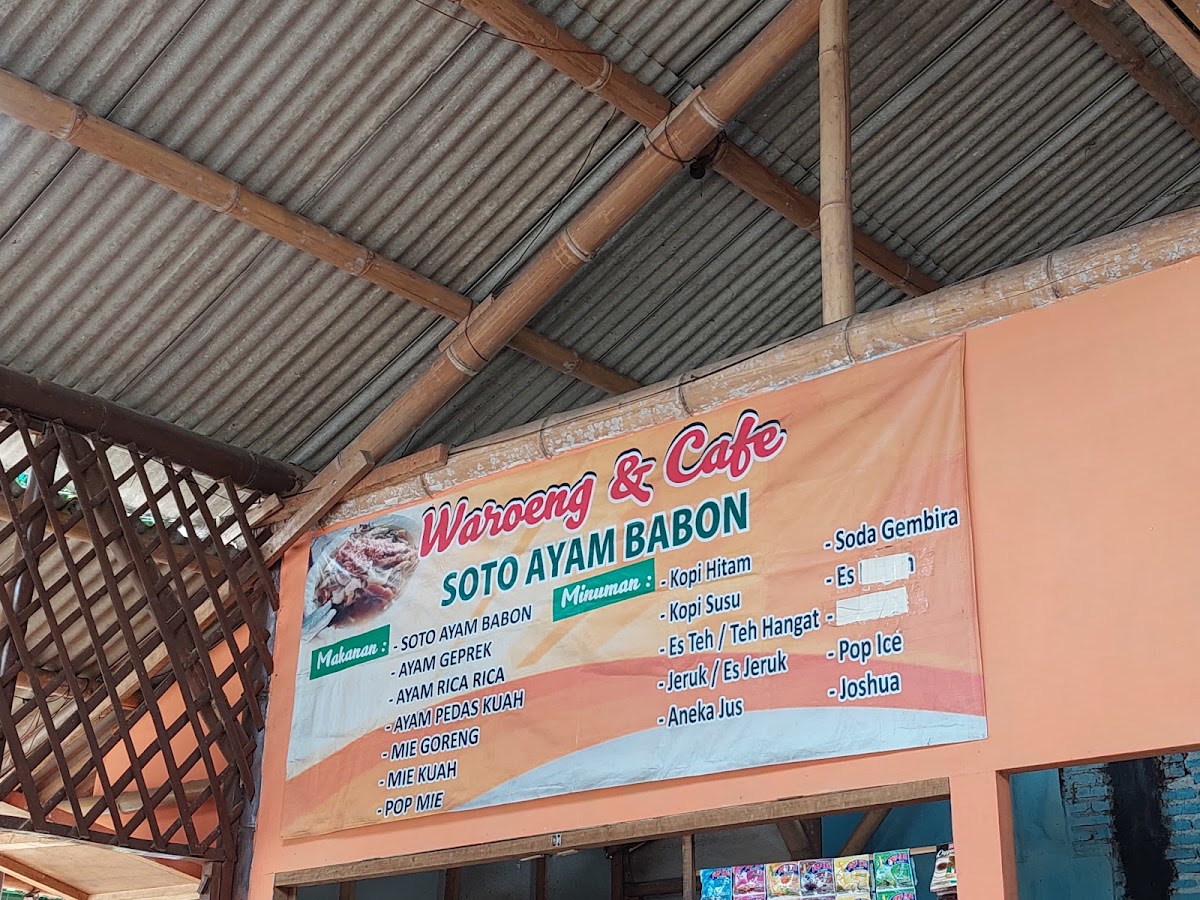 Waroeng & Cafe
SOTO AYAM BABON
Makanan :
- SOTO AYAM BABON
- AYAM GEPREK
- AYAM RICA RICA
- AYAM PEDAS KUAH
- MIE GORENG
- MIE KUAH
- POP MIE
Minuman :
- Kopi Hitam
- Kopi Susu
- Es Teh / Teh Hangat
- Jeruk / Es Jeruk
- Aneka Jus
- Soda Gembira
- Es
-
- Pop Ice
- Joshua